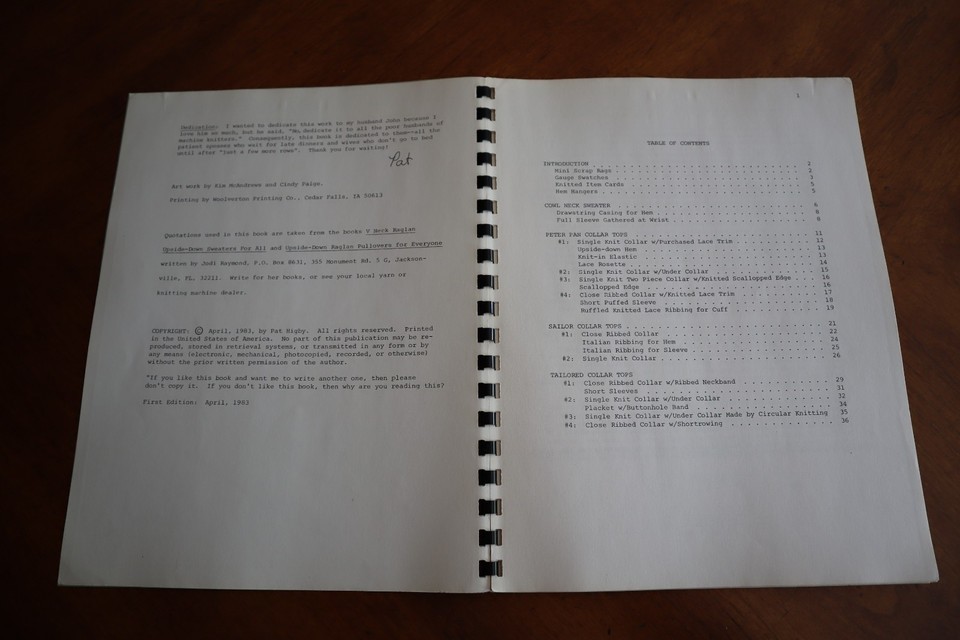 Dedication: I wanted to dedicate this work to my husband John because I
love him so much, but he said, "No, dedicate it to all the poor husbands of
machine knitters." Consequently, this book is dedicated to them--all the
patient spouses who wait for late dinners and wives who don't go to bed
until after "just a few more rows". Thank you for waiting!
Pat
Art work by Kim McAndrews and Cindy Paige.
Printing by Woolverton Printing Co., Cedar Falls, IA 50613
Quotations used in this book are taken from the books V Neck Raglan
Upside-Down Sweaters For All and Upside-Down Raglan Pullovers for Everyone
written by Jodi Raymond, P.O. Box 8631, 355 Monument Rd. 5 G, Jackson-
ville, FL. 32211. Write for her books, or see your local yarn or
knitting machine dealer.
COPYRIGHT: © April, 1983, by Pat Higby. All rights reserved. Printed
in the United States of America. No part of this publication may be re-
produced, stored in retrieval systems, or transmitted in any form or by
any means (electronic, mechanical, photocopied, recorded, or otherwise)
without the prior written permission of the author.
"If you like this book and want me to write another one, then please
don't copy it. If you don't like this book, then why are you reading this?
First Edition: April, 1983
1
TABLE OF CONTENTS
INTRODUCTION . . . . . . . . . . 2
Mini Scrap Rags . . . . . . . . . . 2
Gauge Swatches . . . . . . . . . . 3
Knitted Item Cards . . . . . . . . . . 5
Hem Hangers . . . . . . . . . . 5
COWL NECK SWEATER . . . . . . . . . . 6
Drawstring Casing for Hem . . . . . . . . . . 8
Full Sleeve Gathered at Wrist . . . . . . . . . . 8
PETER PAN COLLAR TOPS . . . . . . . . . . 11
#1: Single Knit Collar w/Purchased Lace Trim . . . . . . . . . . 12
Upside-down Hem . . . . . . . . . . 13
Knit-in Elastic . . . . . . . . . . 13
Lace Rosette . . . . . . . . . . 14
#2: Single Knit Collar w/Under Collar . . . . . . . . . . 15
#3: Single Knit Two Piece Collar w/Knitted Scallopped Edge . . 16
Scallopped Edge . . . . . . . . . . 16
#4: Close Ribbed Collar w/Knitted Lace Trim . . . . . . . . . . 17
Short Puffed Sleeve . . . . . . . . . . 18
Ruffled Knitted Lace Ribbing for Cuff . . . . . . . . . . 19
SAILOR COLLAR TOPS . . . . . . . . . . 21
#1: Close Ribbed Collar . . . . . . . . . . 22
Italian Ribbing for Hem . . . . . . . . . . 24
Italian Ribbing for Sleeve . . . . . . . . . . 25
#2: Single Knit Collar . . . . . . . . . . 26
TAILORED COLLAR TOPS
#1: Close Ribbed Collar w/Ribbed Neckband . . . . . . . . . . 29
Short Sleeves . . . . . . . . . . 31
#2: Single Knit Collar w/Under Collar . . . . . . . . . . 32
Placket w/Buttonhole Band . . . . . . . . . . 34
#3: Single Knit w/Under Collar Made by Circular Knitting 35
#4: Close Ribbed Collar w/Shortrowing . . . . . . . . . . 36